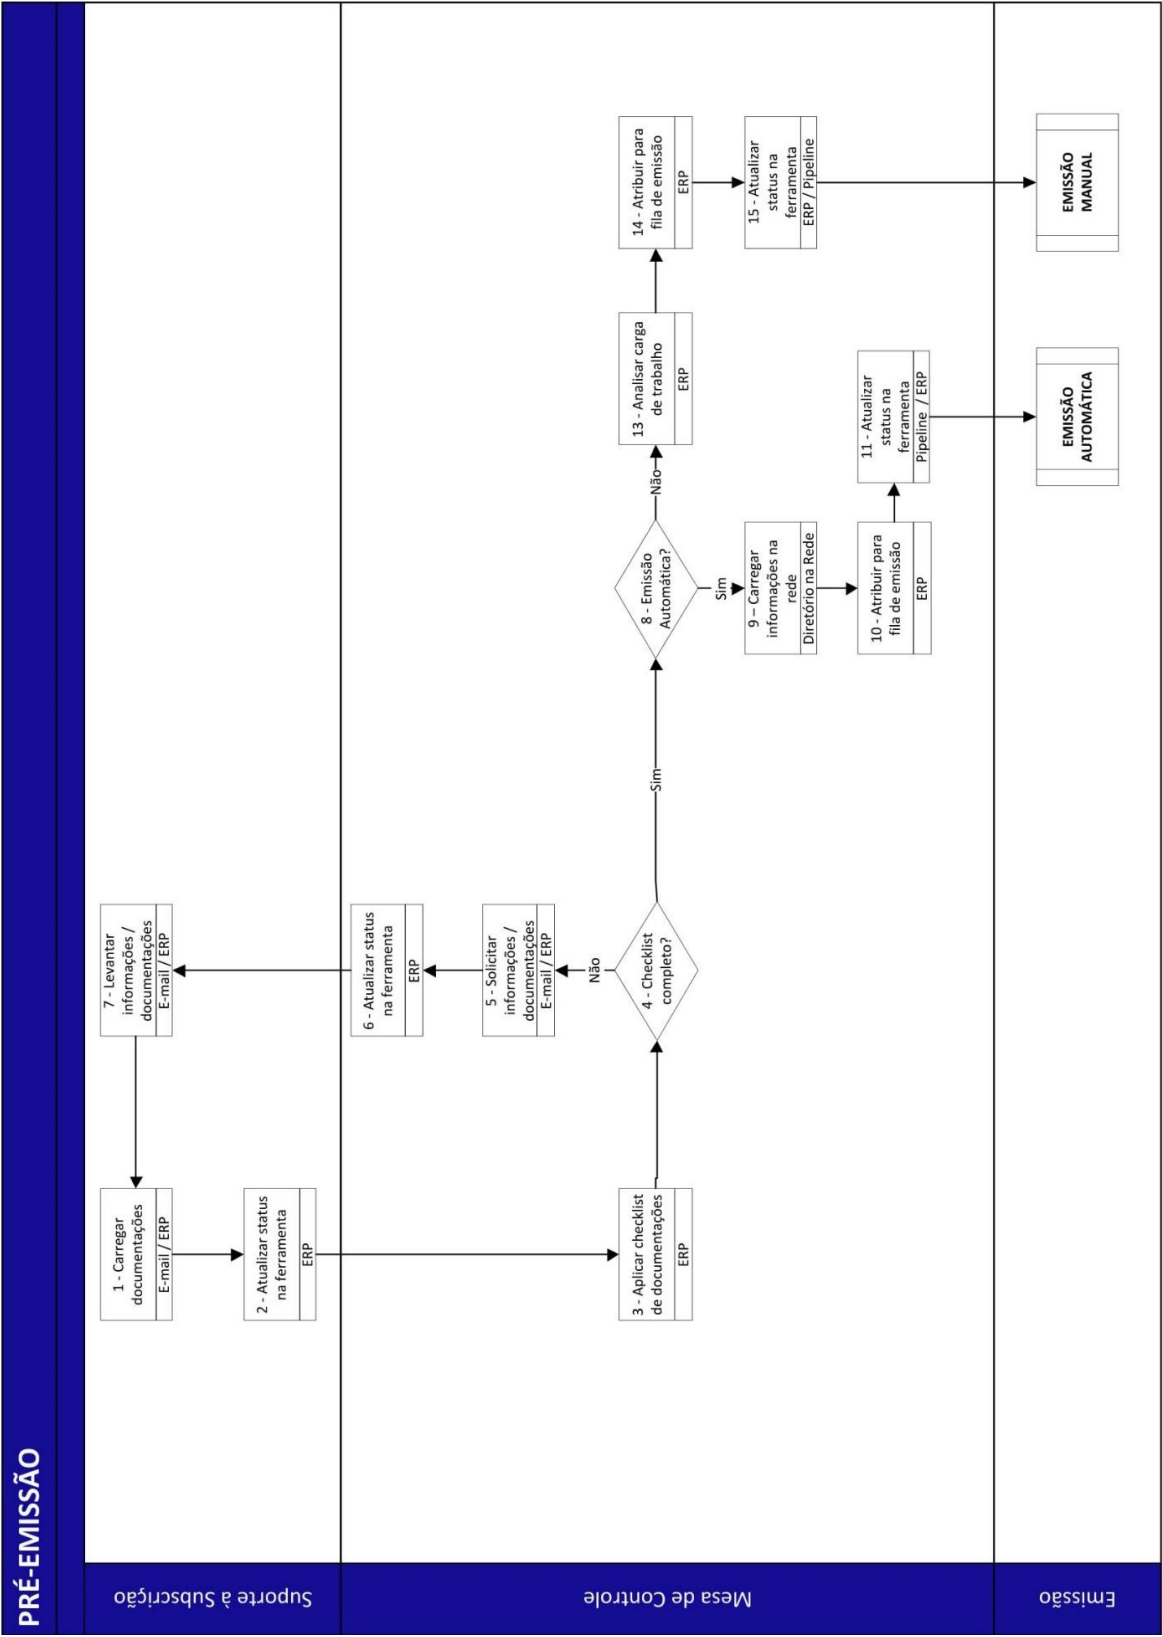 PRÉ-EMISSÃO
Suporte à Subscrição
1 - Carregar
documentações
E-mail / ERP
2 - Atualizar status
na ferramenta
ERP
7 - Levantar
informações /
documentações
E-mail / ERP
Mesa de Controle
3 - Aplicar checklist
de documentações
ERP
4 - Checklist
completo?
Não
5 - Solicitar
informações /
documentações
E-mail / ERP
6 - Atualizar status
na ferramenta
ERP
Sim
8 - Emissão
Automática?
Sim
9 – Carregar
informações na
rede
Diretório na Rede
10 - Atribuir para
fila de emissão
ERP
11 - Atualizar
status na
ferramenta
Pipeline / ERP
Não
13 - Analisar carga
de trabalho
ERP
14 - Atribuir para
fila de emissão
ERP
15 - Atualizar
status na
ferramenta
ERP / Pipeline
Emissão
EMISSÃO
AUTOMÁTICA
EMISSÃO
MANUAL